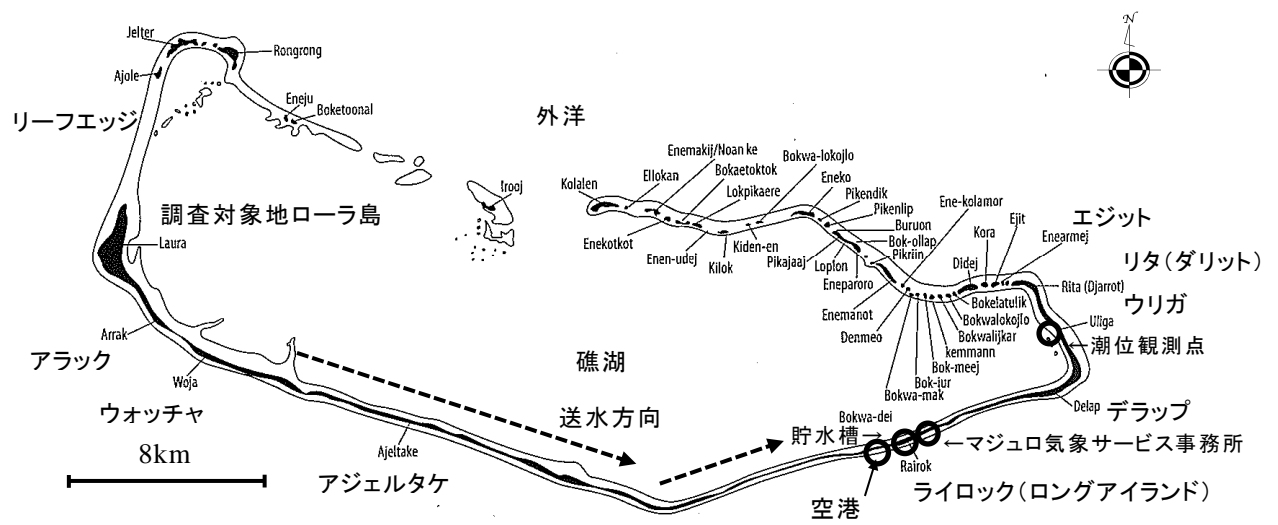 N
Jelter
Rongrong
Ajole
Eneju
Boketoonal
リーフエッジ
外洋
Enemakij/Noan ke
Bokwa-lokojlo
Ellokan
Bokaetoktok
Eneko
Kolalen
Lokpikaere
Pikendik
Ene-kolamor
Irooj
Pikenlip
調査対象地ローラ島
Buruon
エジット
Laura
Enekotkot
Kiden-en
Bok-ollap
Kora
Ejit
Enen-udej
Pikajaaj
Pikriin
Enearmej
Kilok
Loplon
Didej
リタ(ダリット)
Eneparoro
Rita (Djarrot)
Enemanot
Bokelatulik
ウリガ
Bokwalokojlo
Uliga
Denmeo
Bokwalijkar
←潮位観測点
Arrak
kemmann
アラック
礁湖
Bok-meej
Woja
Bok-iur
Bokwa-mak
Delap
ウォッチャ
送水方向
Bokwa-dei
デラップ
貯水槽→
←マジュロ気象サービス事務所
8km
Ajeltake
Rairok
アジェルタケ
ライロック(ロングアイランド)
空港